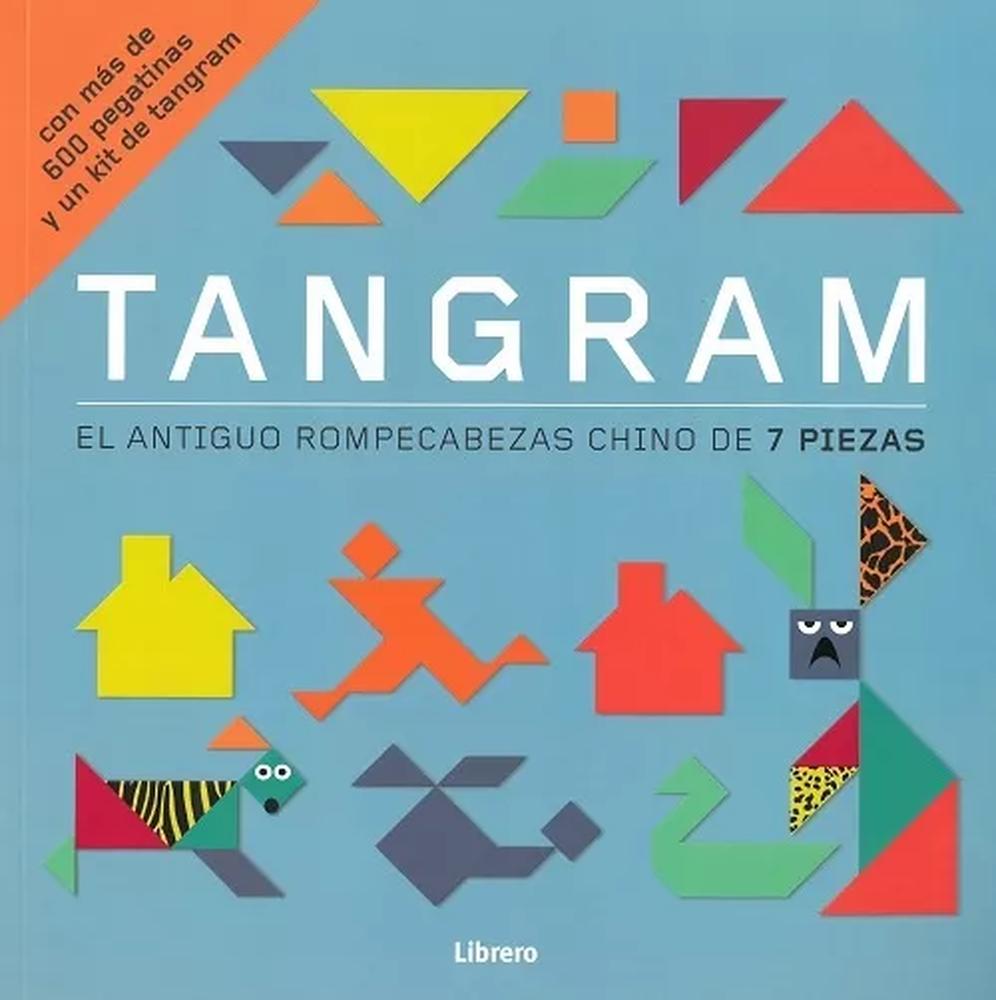 con más de
600 pegatinas
y un kit de tangram
TANGRAM
EL ANTIGUO ROMPECABEZAS CHINO DE 7 PIEZAS
Librero